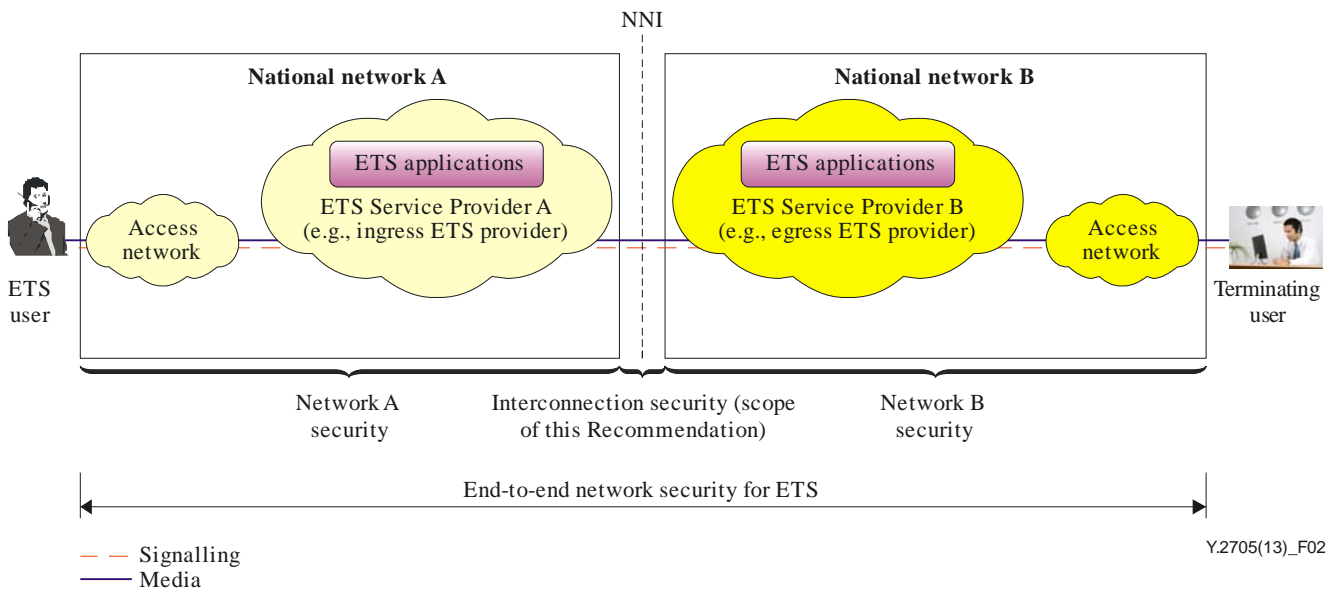 NNI
National network A
National network B
ETS applications
ETS applications
ETS Service Provider A
(e.g., ingress ETS provider)
ETS Service Provider B
(e.g., egress ETS provider)
Access
network
Access
network
ETS
user
Terminating
user
Network A
security
Interconnection security (scope
of this Recommendation)
Network B
security
End-to-end network security for ETS
Signalling
Media
Y.2705(13)_F02